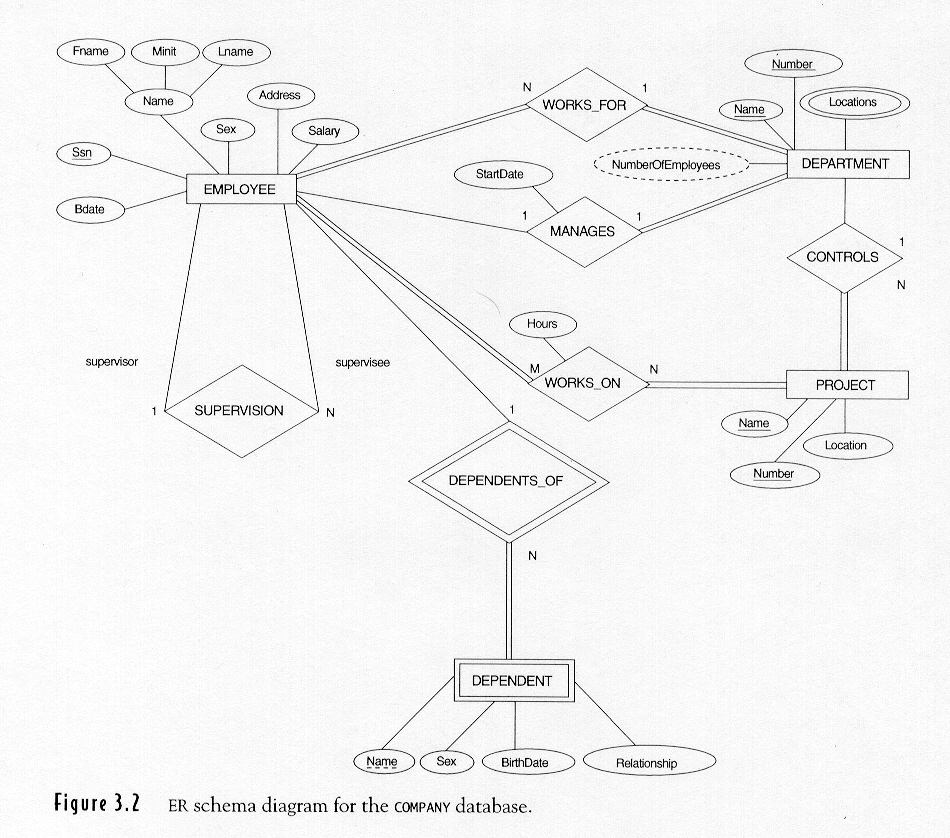 Fname Minit Lname
Number
Address
Name
WORKS_FOR
N 1
Name
Locations
Sex Salary
Ssn
NumberOfEmployees
DEPARTMENT
StartDate
EMPLOYEE
Bdate
1 1
MANAGES
CONTROLS
1
N
Hours
supervisor
supervisee
M N
WORKS_ON
PROJECT
1 SUPERVISION N
1
Name
Location
Number
DEPENDENTS_OF
N
DEPENDENT
Name Sex BirthDate Relationship
Figure 3.2 ER schema diagram for the COMPANY database.